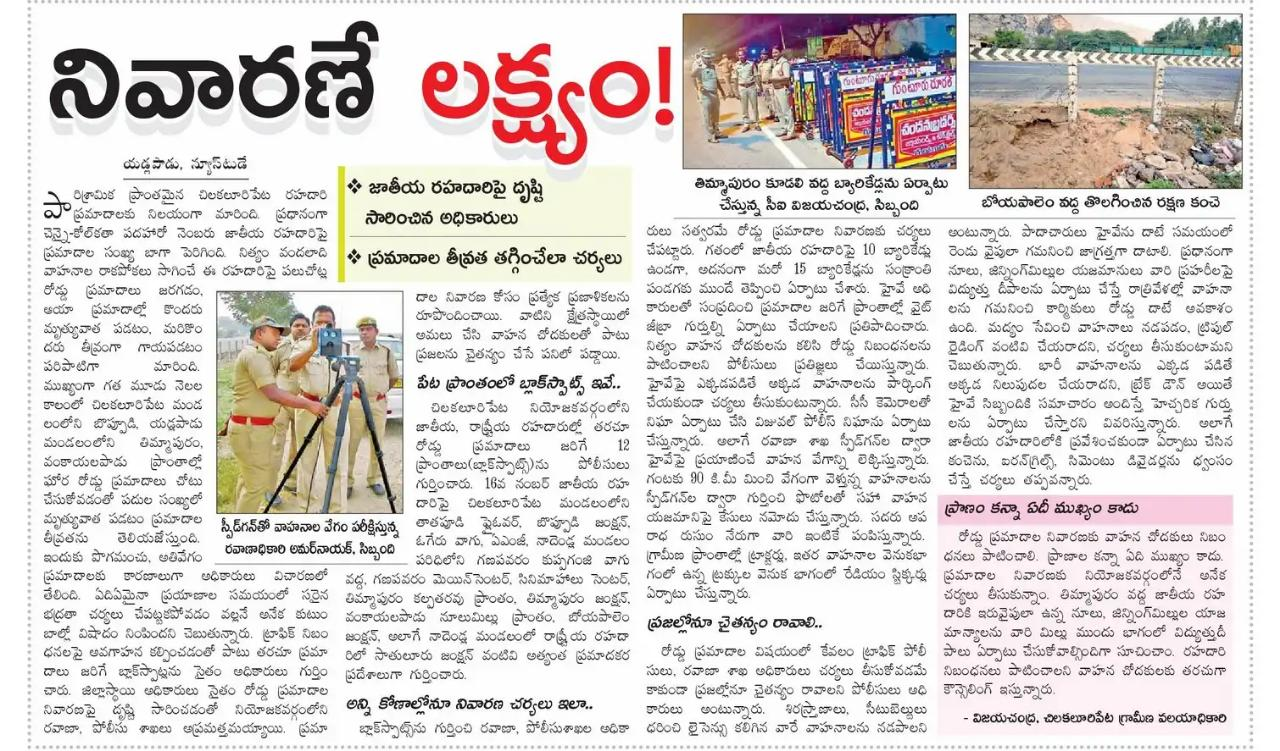 నివారణే లక్ష్యం!
యడ్లపాడు, న్యూస్‌టుడే
పారిశ్రామిక ప్రాంతమైన చిలకలూరిపేట రహదారి
ప్రమాదాలకు నిలయంగా మారింది. ప్రధానంగా
చెన్నై-కోల్‌కతా పదహారో నెంబరు జాతీయ రహదారిపై
ప్రమాదాల సంఖ్య బాగా పెరిగింది. నిత్యం వందలాది
వాహనాల రాకపోకలు సాగించే ఈ రహదారిపై పలుచోట్ల
రోడ్డు ప్రమాదాలు జరగడం,
ఆయా ప్రమాదాల్లో కొందరు
మృత్యువాత పడటం, మరికొం
దరు తీవ్రంగా గాయపడటం
పరిపాటిగా మారింది.
ముఖ్యంగా గత మూడు నెలల
కాలంలో చిలకలూరిపేట మండ
లంలోని బొప్పూడి, యడ్లపాడు
మండలంలోని తిమ్మాపురం,
వంకాయలపాడు ప్రాంతాల్లో
ఘోర రోడ్డు ప్రమాదాలు చోటు
చేసుకోవడంతో పదుల సంఖ్యలో
మృత్యువాత పడటం ప్రమాదాల
తీవ్రతను తెలియజేస్తుంది.
ఇందుకు పొగమంచు, అతివేగం
ప్రమాదాలకు కారణాలుగా అధికారులు విచారణలో
తేలింది. ఏదిఏమైనా ప్రయాణాల సమయంలో సరైన
భద్రతా చర్యలు చేపట్టకపోవడం వల్లనే అనేక కుటుం
బాల్లో విషాదం నింపిందని చెబుతున్నారు. ట్రాఫిక్ నిబం
ధనలపై అవగాహన కల్పించడంతో పాటు తరచూ ప్రమా
దాలు జరిగే బ్లాక్‌స్పాట్లను సైతం అధికారులు గుర్తిం
చారు. జిల్లాస్థాయి అధికారులు సైతం రోడ్డు ప్రమాదాల
నివారణపై దృష్టి సారించడంతో నియోజకవర్గంలోని
రవాణా, పోలీసు శాఖలు అప్రమత్తమయ్యాయి. ప్రమా
❖ జాతీయ రహదారిపై దృష్టి
సారించిన అధికారులు
❖ ప్రమాదాల తీవ్రత తగ్గించేలా చర్యలు
స్పీడ్‌గన్‌తో వాహనాల వేగం పరీక్షిస్తున్న
రవాణాధికారి అమర్‌నాయక్, సిబ్బంది
దాల నివారణ కోసం ప్రత్యేక ప్రణాళికలను
రూపొందించాయి. వాటిని క్షేత్రస్థాయిలో
అమలు చేసి వాహన చోదకులతో పాటు
ప్రజలను చైతన్యం చేసే పనిలో పడ్డాయి.
పేట ప్రాంతంలో బ్లాక్‌స్పాట్స్ ఇవే..
చిలకలూరిపేట నియోజకవర్గంలోని
జాతీయ, రాష్ట్రీయ రహదారుల్లో తరచూ
రోడ్డు ప్రమాదాలు జరిగే 12
ప్రాంతాలు(బ్లాక్‌స్పాట్స్)ను పోలీసులు
గుర్తించారు. 16వ నంబర్ జాతీయ రహ
దారిపై చిలకలూరిపేట మండలంలోని
తాతపూడి ఫ్లైఓవర్, బొప్పూడి జంక్షన్,
ఓగేరు వాగు, ఏఎంజీ, నాదెండ్ల మండలం
పరిధిలోని గణపవరం కుప్పగంజి వాగు
వద్ద, గణపవరం మెయిన్‌సెంటర్, సినిమాహాలు సెంటర్,
తిమ్మాపురం కల్పతరువు ప్రాంతం, తిమ్మాపురం జంక్షన్,
వంకాయలపాడు నూలుమిల్లు ప్రాంతం, బోయపాలెం
జంక్షన్, అలాగే నాదెండ్ల మండలంలో రాష్ట్రీయ రహదా
రిలో సాతులూరు జంక్షన్ వంటివి అత్యంత ప్రమాదకర
ప్రదేశాలుగా గుర్తించారు.
అన్ని కోణాల్లోనూ నివారణ చర్యలు ఇలా..
బ్లాక్‌స్పాట్స్‌ను గుర్తించి రవాణా, పోలీసుశాఖల అధికా
గుంటూరు రూరల్
చందనబ్రదర్స్
తిమ్మాపురం కూడలి వద్ద బ్యారికేడ్లను ఏర్పాటు
చేస్తున్న సీఐ విజయచంద్ర, సిబ్బంది
బోయపాలెం వద్ద తొలగించిన రక్షణ కంచె
రులు సత్వరమే రోడ్డు ప్రమాదాల నివారణకు చర్యలు
చేపట్టారు. గతంలో జాతీయ రహదారిపై 10 బ్యారికేడ్లు
ఉండగా, అదనంగా మరో 15 బ్యారికేడ్లను సంక్రాంతి
పండగకు ముందే తెప్పించి ఏర్పాటు చేశారు. హైవే అధి
కారులతో సంప్రదించి ప్రమాదాల జరిగే ప్రాంతాల్లో వైట్
జీబ్రా గుర్తుల్ని ఏర్పాటు చేయాలని ప్రతిపాదించారు.
నిత్యం వాహన చోదకులను కలిసి రోడ్డు నిబంధనలను
పాటించాలని పోలీసులు ప్రతిజ్ఞలు చేయిస్తున్నారు.
హైవేపై ఎక్కడపడితే అక్కడ వాహనాలను పార్కింగ్
చేయకుండా చర్యలు తీసుకుంటున్నారు. సీసీ కెమెరాలతో
నిఘా ఏర్పాటు చేసి విజువల్ పోలీస్ నిఘాను ఏర్పాటు
చేస్తున్నారు. అలాగే రవాణా శాఖ స్పీడ్‌గన్‌ల ద్వారా
హైవేపై ప్రయాణించే వాహన వేగాన్ని లెక్కిస్తున్నారు.
గంటకు 90 కి.మీ మించి వేగంగా వెళ్తున్న వాహనాలను
స్పీడ్‌గన్‌ల ద్వారా గుర్తించి ఫొటోలతో సహా వాహన
యజమానిపై కేసులు నమోదు చేస్తున్నారు. సదరు అప
రాధ రుసుం నేరుగా వారి ఇంటికే పంపిస్తున్నారు.
గ్రామీణ ప్రాంతాల్లో ట్రాక్టర్లు, ఇతర వాహనాల వెనుకభా
గంలో ఉన్న ట్రక్కుల వెనుక భాగంలో రేడియం స్టిక్కర్లు
ఏర్పాటు చేస్తున్నారు.
ప్రజల్లోనూ చైతన్యం రావాలి..
రోడ్డు ప్రమాదాల విషయంలో కేవలం ట్రాఫిక్ పోలీ
సులు, రవాణా శాఖ అధికారులు చర్యలు తీసుకోవడమే
కాకుండా ప్రజల్లోనూ చైతన్యం రావాలని పోలీసులు అధి
కారులు అంటున్నారు. శిరస్త్రాణాలు, సీటుబెల్టులు
ధరించి లైసెన్సు కలిగిన వారే వాహనాలను నడపాలని
అంటున్నారు. పాదాచారులు హైవేను దాటే సమయంలో
రెండు వైపులా గమనించి జాగ్రత్తగా దాటాలి. ప్రధానంగా
నూలు, జిన్నింగ్‌మిల్లుల యజమానులు వారి ప్రహరీలపై
విద్యుత్తు దీపాలను ఏర్పాటు చేస్తే రాత్రివేళల్లో వాహనా
లను గమనించి కార్మికులు రోడ్డు దాటే అవకాశం
ఉంది. మద్యం సేవించి వాహనాలు నడపడం, ట్రిపుల్
రైడింగ్ వంటివి చేయరాదని, చర్యలు తీసుకుంటామని
చెబుతున్నారు. భారీ వాహనాలను ఎక్కడ పడితే
అక్కడ నిలుపుదల చేయరాదని, బ్రేక్ డౌన్ అయితే
హైవే సిబ్బందికి సమాచారం అందిస్తే హెచ్చరిక గుర్తు
లను ఏర్పాటు చేస్తారని వివరిస్తున్నారు. అలాగే
జాతీయ రహదారిలోకి ప్రవేశించకుండా ఏర్పాటు చేసిన
కంచెను, ఐరన్‌గ్రిల్స్, సిమెంటు డివైడర్లను ధ్వంసం
చేస్తే చర్యలు తప్పవన్నారు.
ప్రాణం కన్నా ఏదీ ముఖ్యం కాదు
రోడ్డు ప్రమాదాల నివారణకు వాహన చోదకులు నిబం
ధనలు పాటించాలి. ప్రాణాల కన్నా ఏది ముఖ్యం కాదు.
ప్రమాదాల నివారణకు నియోజకవర్గంలోనే అనేక
చర్యలు తీసుకున్నాం. తిమ్మాపురం వద్ద జాతీయ రహ
దారికి ఇరువైపులా ఉన్న నూలు, జిన్నింగ్‌మిల్లుల యాజ
మాన్యాలను వారి మిల్లు ముందు భాగంలో విద్యుత్‌దీ
పాలు ఏర్పాటు చేసుకోవాల్సిందిగా సూచించాం. రహదారి
నిబంధనలు పాటించాలని వాహన చోదకులకు తరచుగా
కౌన్సెలింగ్ ఇస్తున్నారు.
- విజయచంద్ర, చిలకలూరిపేట గ్రామీణ వలయాధికారి